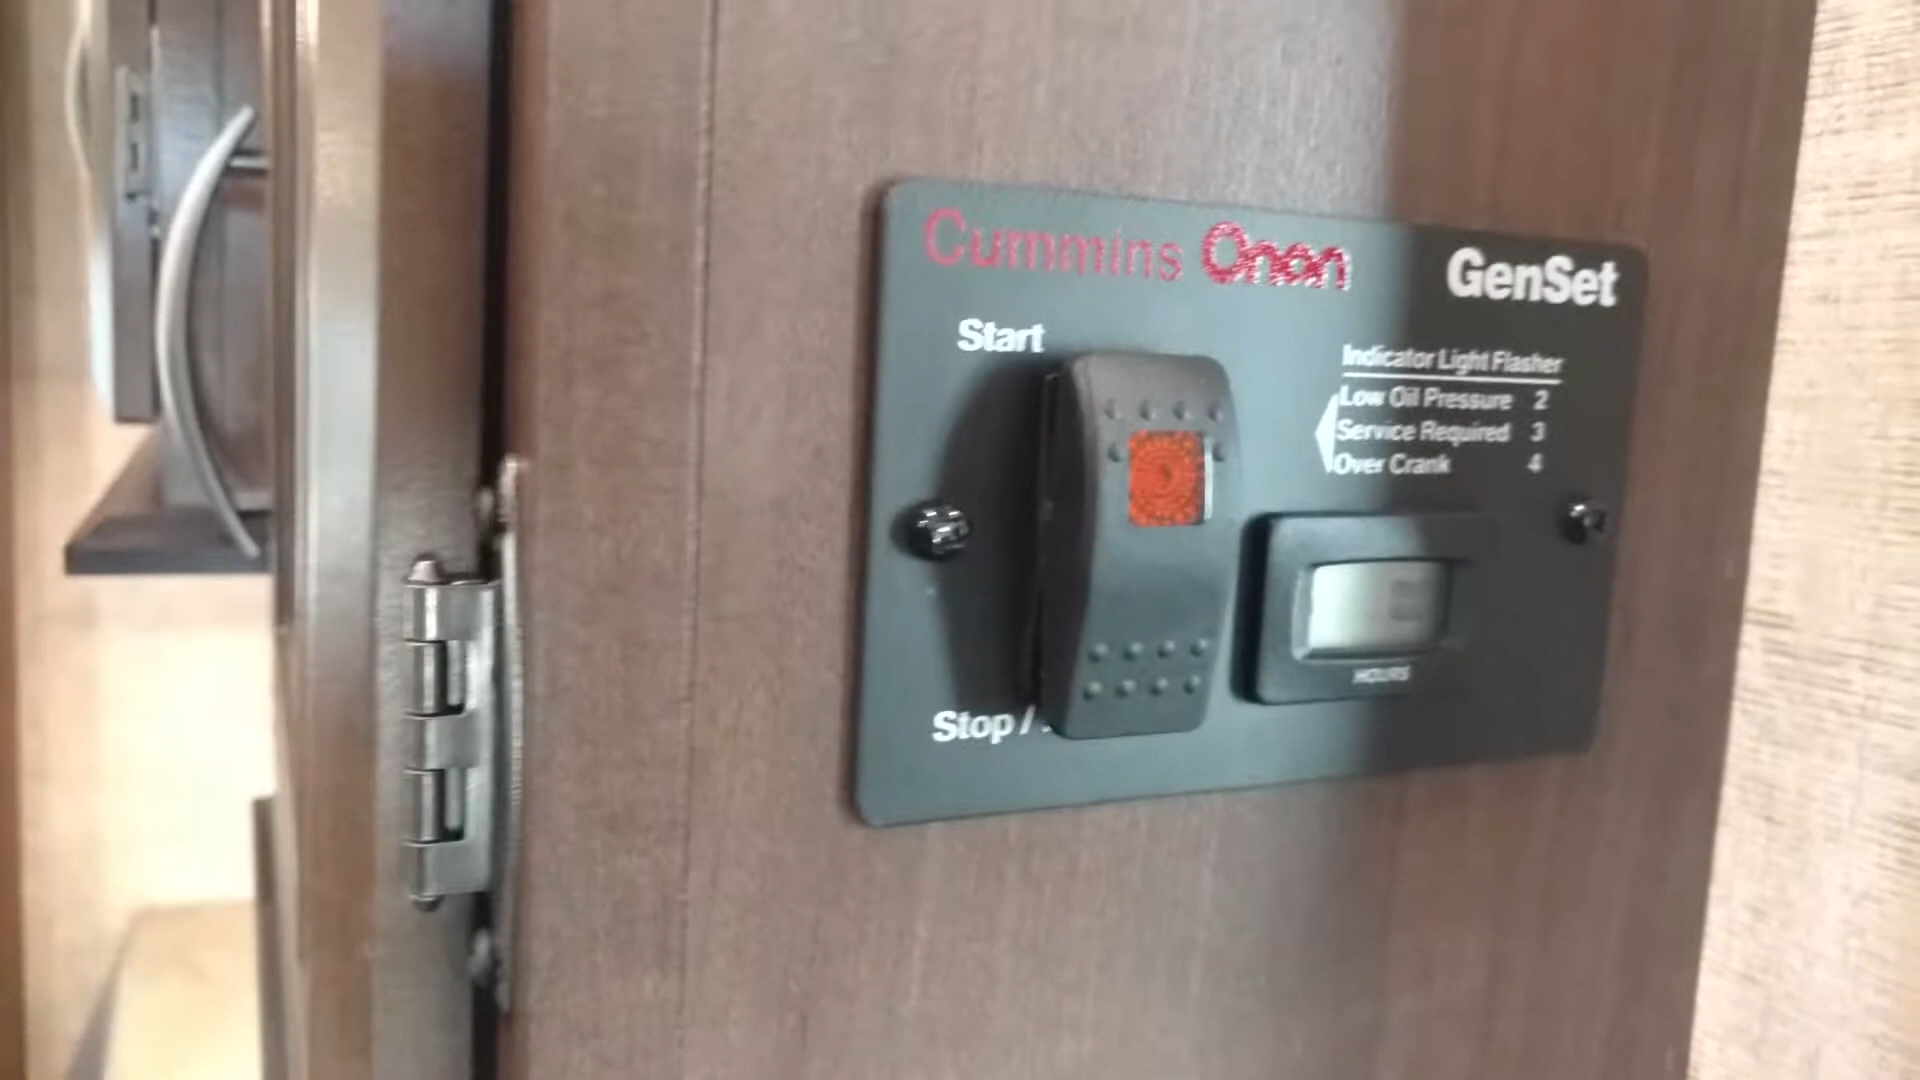 Cummins Onan
GenSet
Start
Indicator Light Flasher
Low Oil Pressure 2
Service Required 3
Over Crank 4
HOURS
Stop /